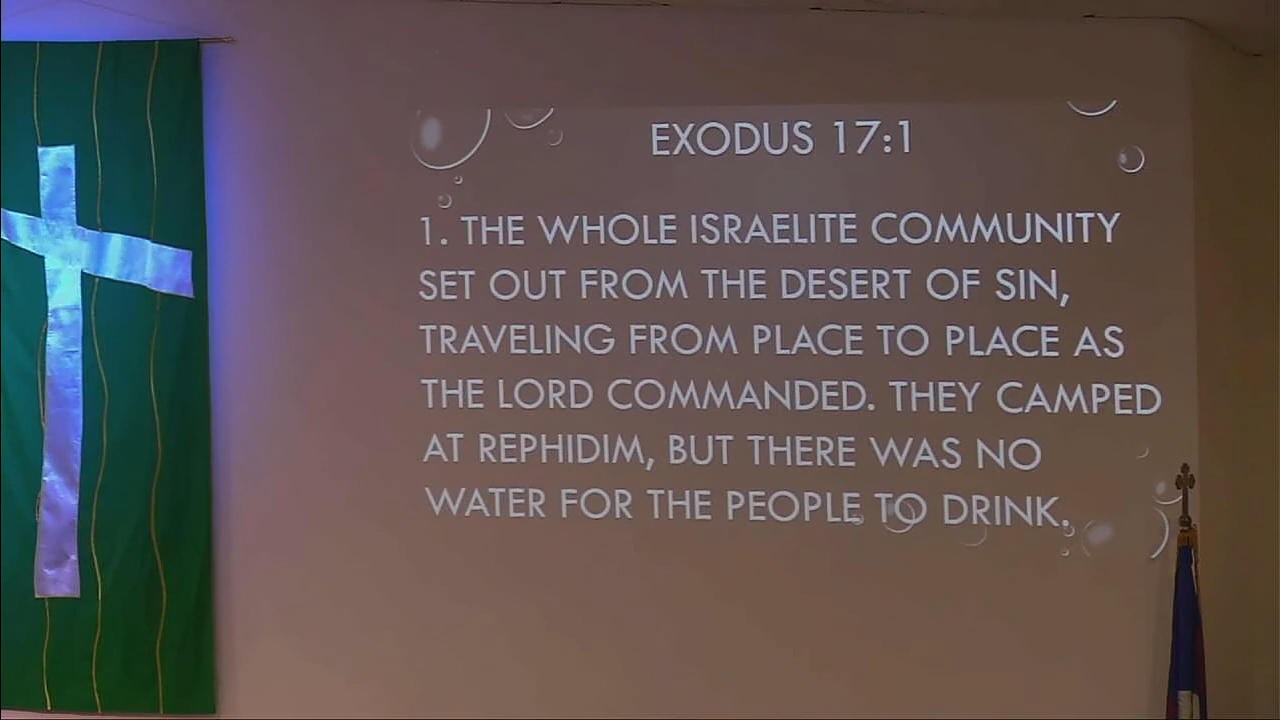 EXODUS 17:1
1. THE WHOLE ISRAELITE COMMUNITY
SET OUT FROM THE DESERT OF SIN,
TRAVELING FROM PLACE TO PLACE AS
THE LORD COMMANDED. THEY CAMPED
AT REPHIDIM, BUT THERE WAS NO
WATER FOR THE PEOPLE TO DRINK.